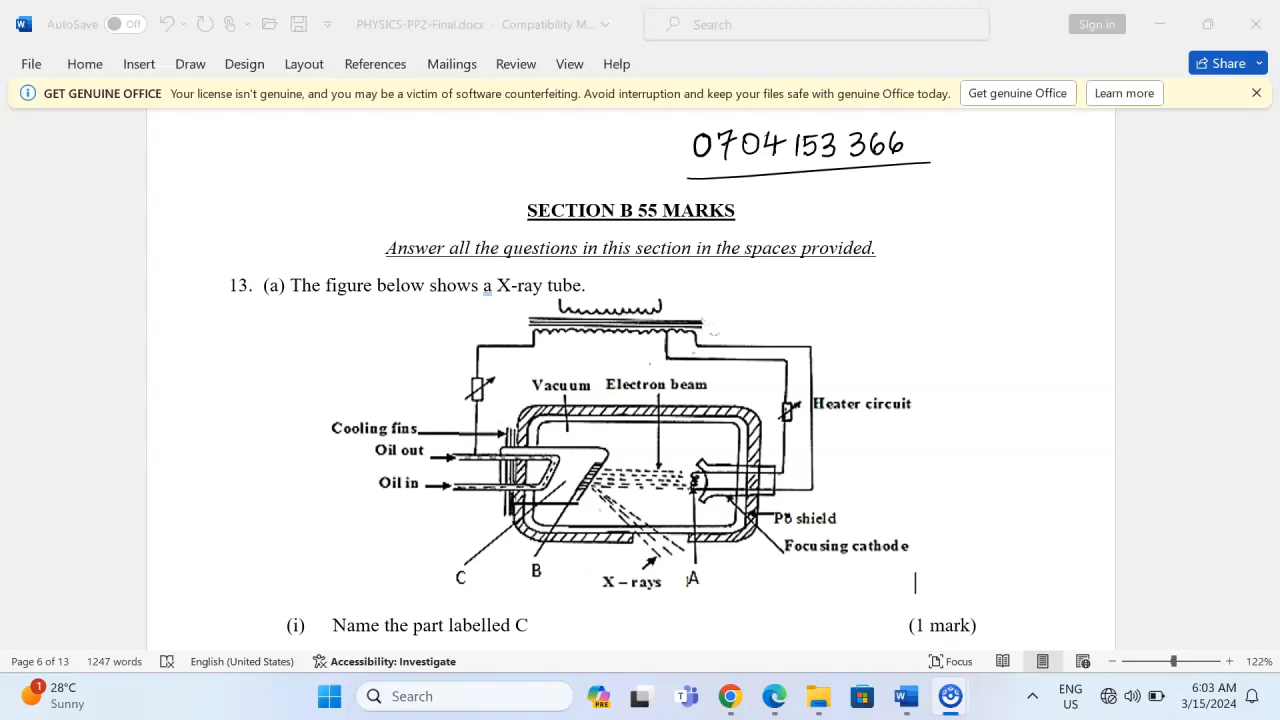 AutoSave Off PHYSICS-PP2-Final.docx - Compatibility M... Search Sign in
File Home Insert Draw Design Layout References Mailings Review View Help Share
GET GENUINE OFFICE Your license isn't genuine, and you may be a victim of software counterfeiting. Avoid interruption and keep your files safe with genuine Office today. Get genuine Office Learn more
0704 153 366
SECTION B 55 MARKS
Answer all the questions in this section in the spaces provided.
13. (a) The figure below shows a X-ray tube.
Vacuum Electron beam
Heater circuit
Cooling fins
Oil out
Oil in
Pb shield
Focusing cathode
C B X – rays A
(i) Name the part labelled C (1 mark)
Page 6 of 13 1247 words English (United States) Accessibility: Investigate Focus 122%
1 28°C
Sunny
Search
PRE
ENG
US
6:03 AM
3/15/2024